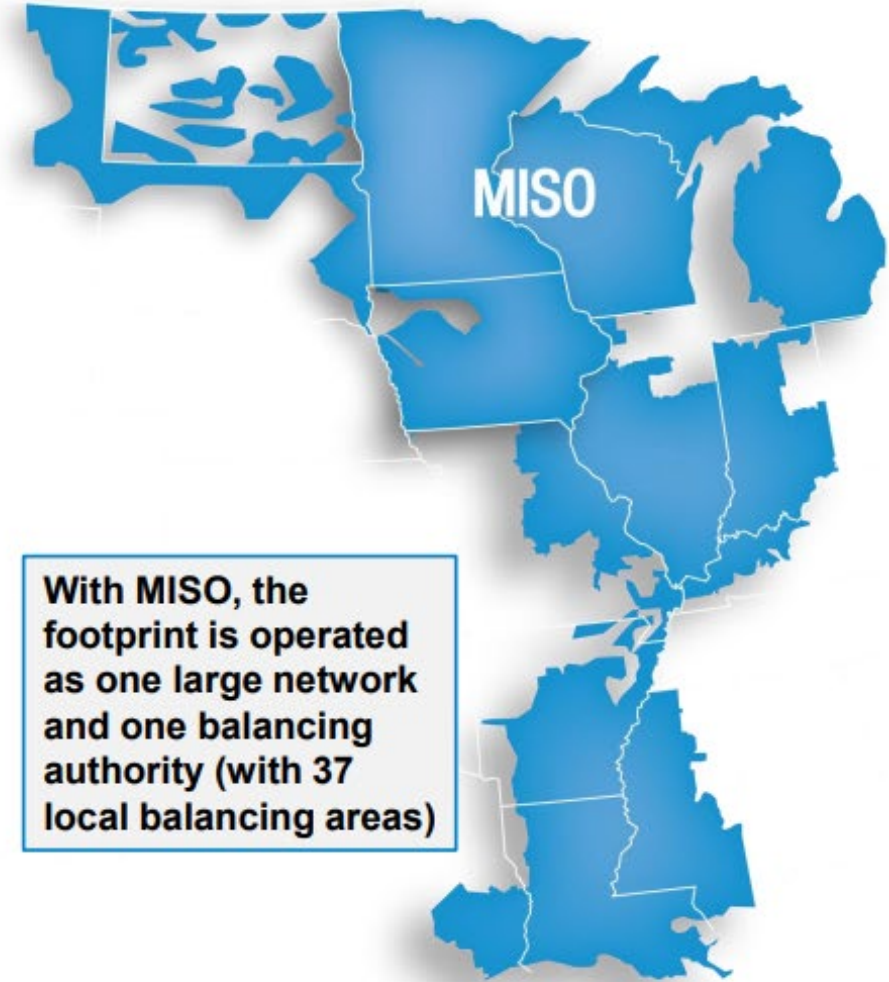 MISO
With MISO, the
footprint is operated
as one large network
and one balancing
authority (with 37
local balancing areas)